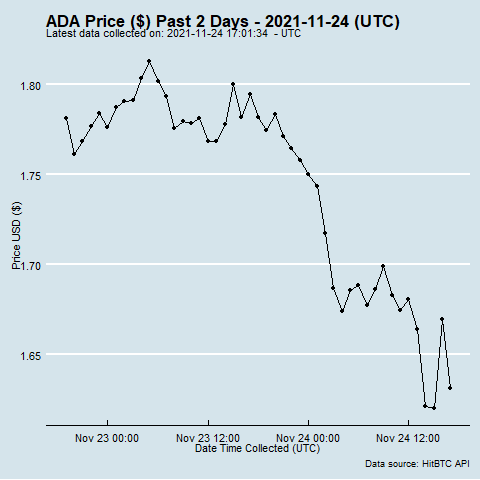 ADA Price ($) Past 2 Days - 2021-11-24 (UTC)
Latest data collected on: 2021-11-24 17:01:34  - UTC
1.80
1.75
1.70
1.65
Price USD ($)
Nov 23 00:00 Nov 23 12:00 Nov 24 00:00 Nov 24 12:00
Date Time Collected (UTC)
Data source: HitBTC API